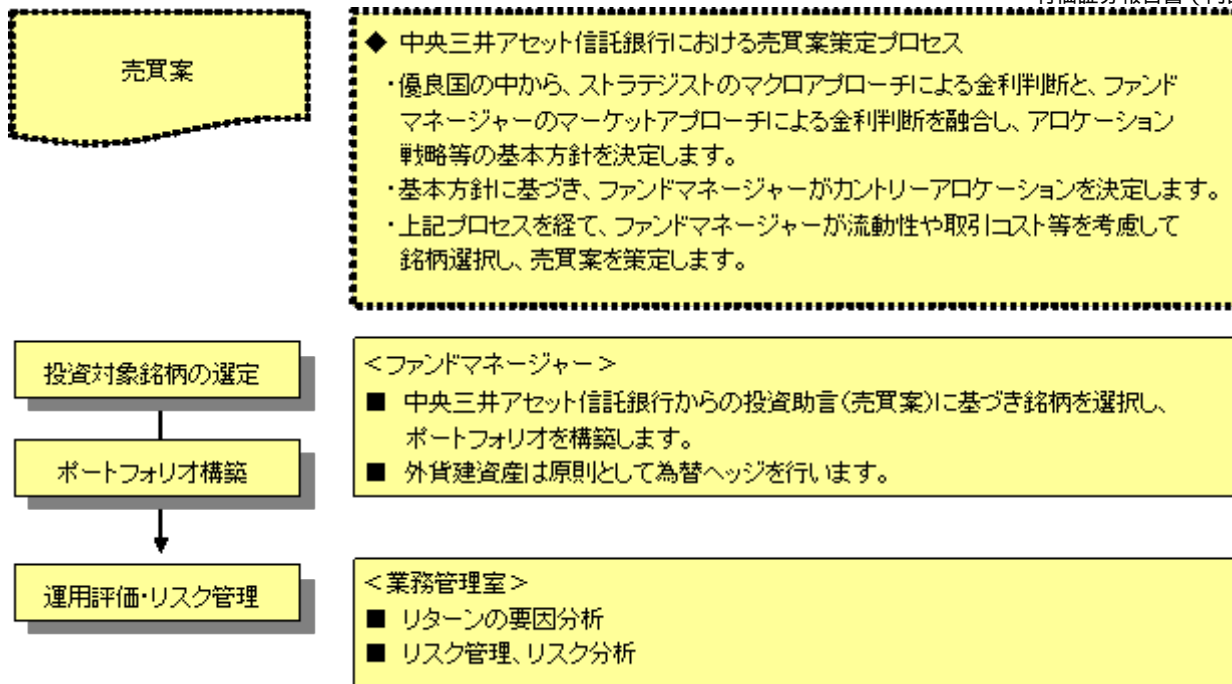 売買案
◆ 中央三井アセット信託銀行における売買案策定プロセス
・優良国の中から、ストラテジストのマクロアプローチによる金利判断と、ファンド
マネージャーのマーケットアプローチによる金利判断を融合し、アロケーション
戦略等の基本方針を決定します。
・基本方針に基づき、ファンドマネージャーがカントリーアロケーションを決定します。
・上記プロセスを経て、ファンドマネージャーが流動性や取引コスト等を考慮して
銘柄選択し、売買案を策定します。
投資対象銘柄の選定
ポートフォリオ構築
<ファンドマネージャー>
■ 中央三井アセット信託銀行からの投資助言(売買案)に基づき銘柄を選択し、
ポートフォリオを構築します。
■ 外貨建資産は原則として為替ヘッジを行います。
運用評価・リスク管理
<業務管理室>
■ リターンの要因分析
■ リスク管理、リスク分析